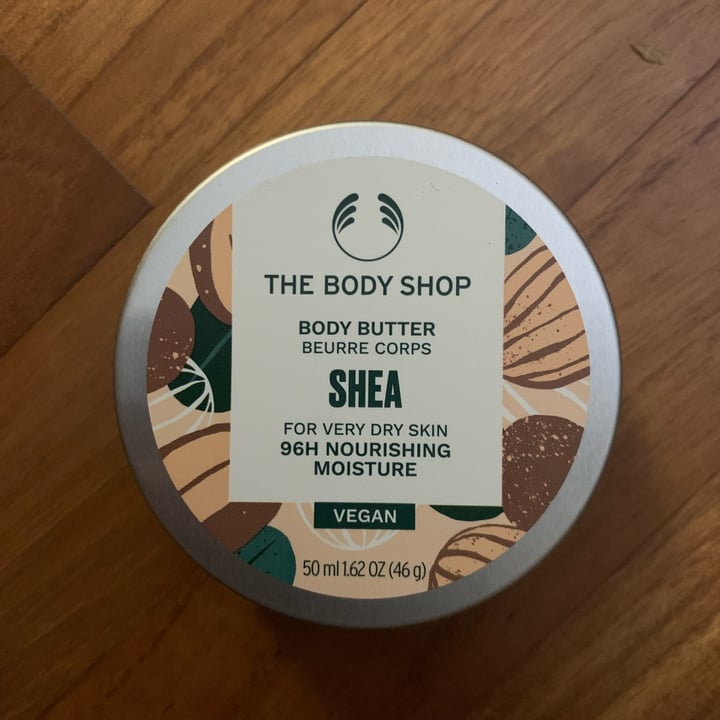 THE BODY SHOP
BODY BUTTER
BEURRE CORPS
SHEA
FOR VERY DRY SKIN
96H NOURISHING
MOISTURE
VEGAN
50 ml 1.62 OZ (46 g)